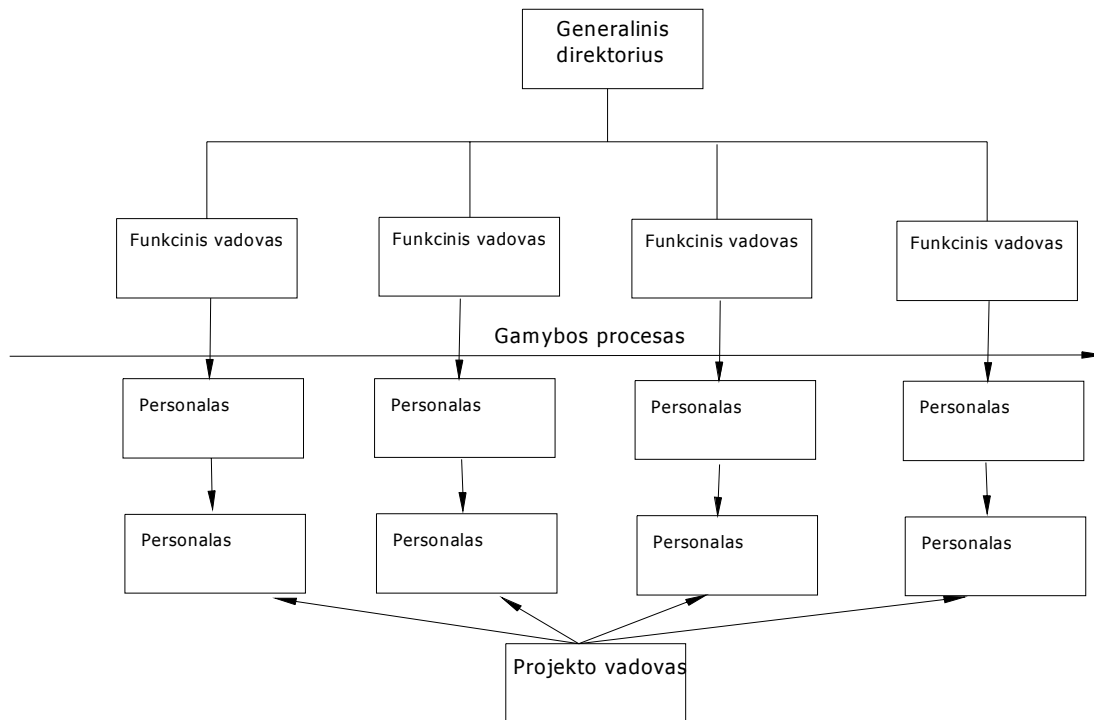 Generalinis
direktorius
Funkcinis vadovas
Funkcinis vadovas
Funkcinis vadovas
Funkcinis vadovas
Gamybos procesas
Personalas
Personalas
Personalas
Personalas
Personalas
Personalas
Personalas
Personalas
Projekto vadovas